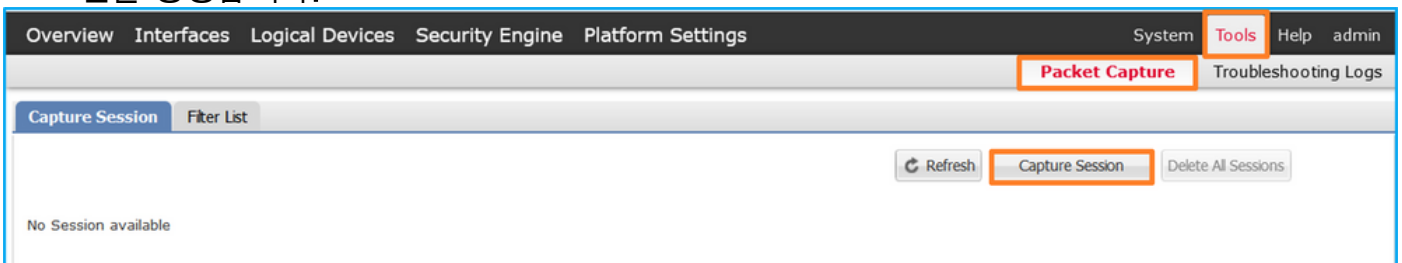 Overview Interfaces Logical Devices Security Engine Platform Settings System Tools Help admin
Packet Capture Troubleshooting Logs
Capture Session Filter List
Refresh Capture Session Delete All Sessions
No Session available